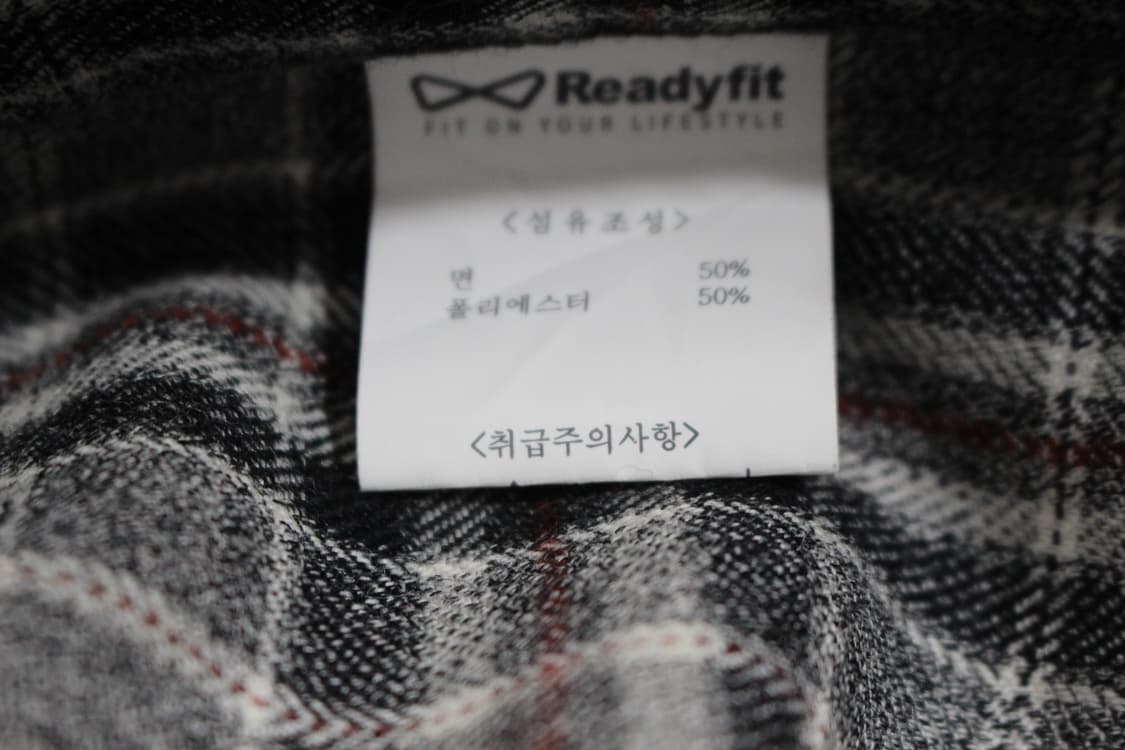 Readyfit
FIT ON YOUR LIFESTYLE
<섬유조성>
면 50%
폴리에스터 50%
<취급주의사항>